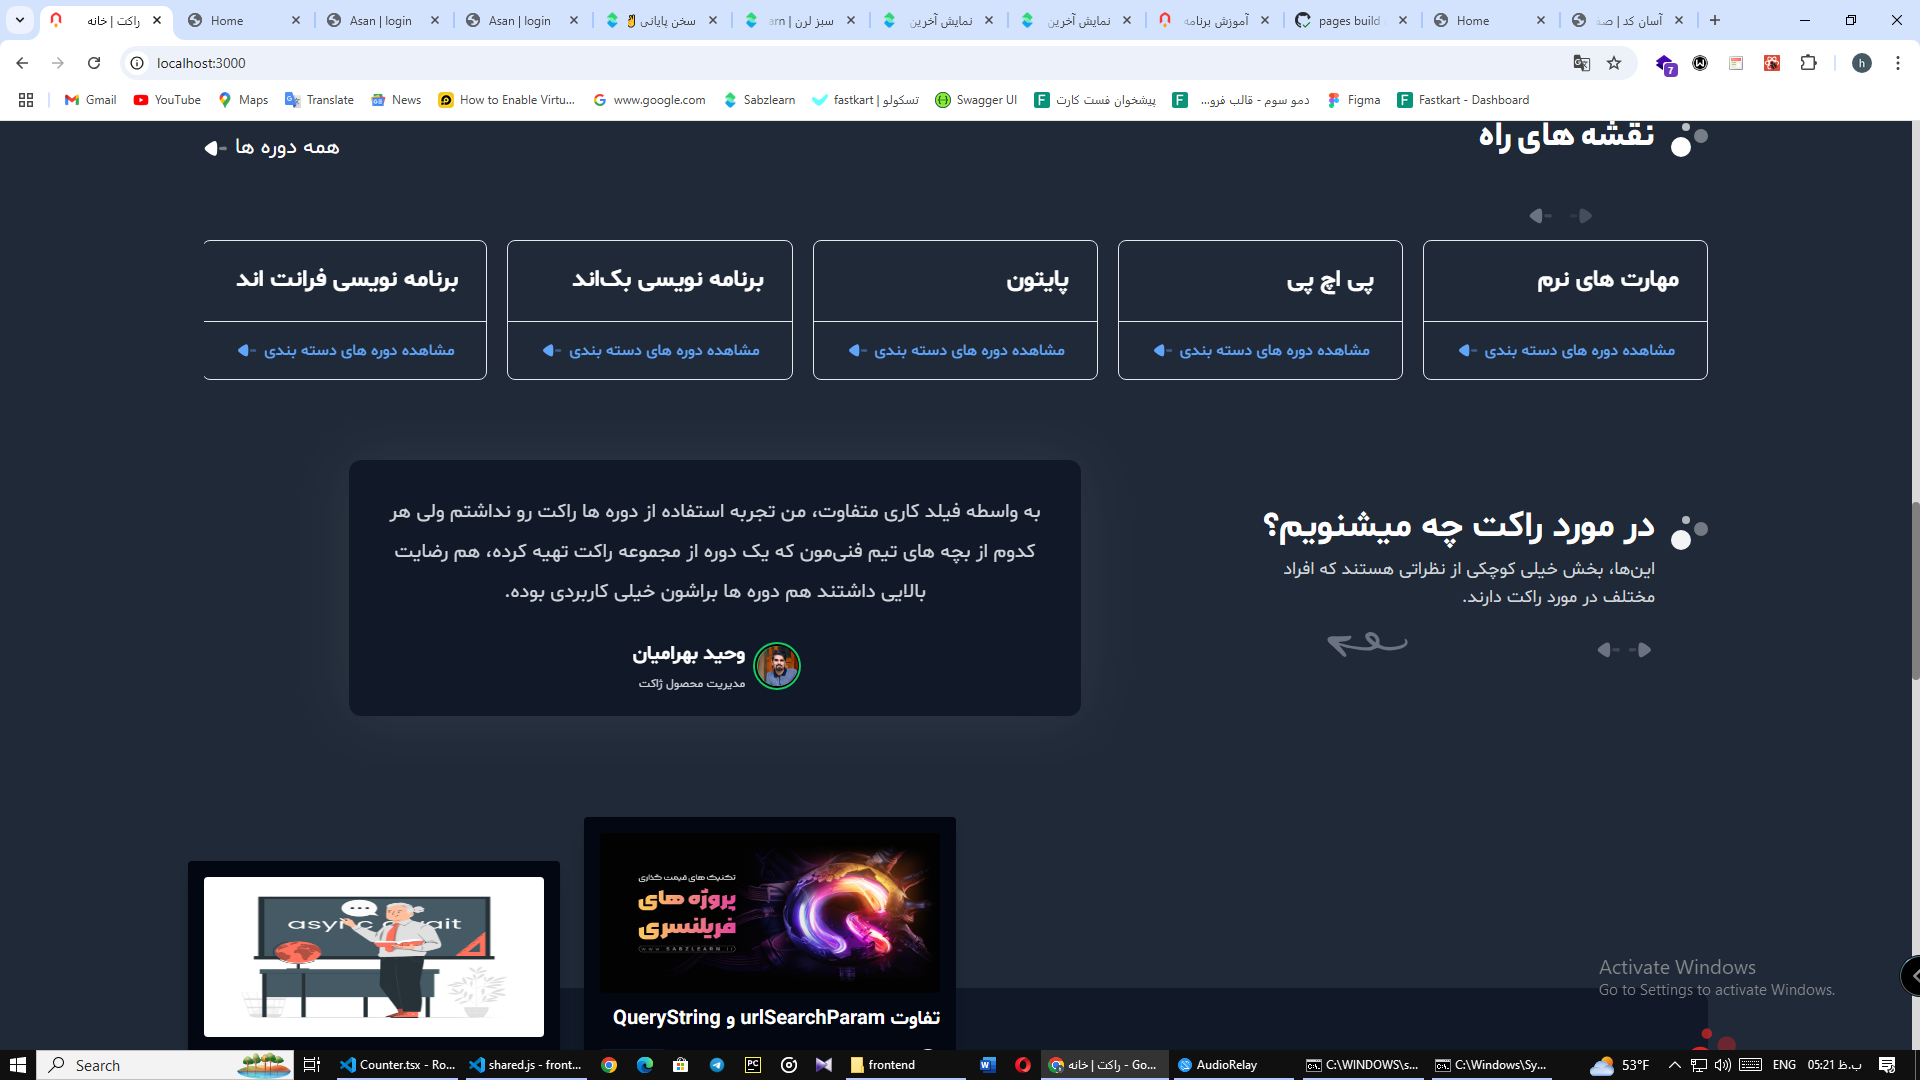 راکت | خانه
Home
Asan | login
Asan | login
سخن پایانی
سبز لرن | arn
نمایش آخرین
نمایش آخرین
آموزش برنامه
pages build
Home
آسان کد | صف
localhost:3000
7
h
Gmail
YouTube
Maps
Translate
News
How to Enable Virtu...
www.google.com
Sabzlearn
fastkart | تسکولو
Swagger UI
پیشخوان فست کارت
دمو سوم - قالب فرو...
Figma
Fastkart - Dashboard
نقشه های راه
همه دوره ها
مهارت های نرم
پی اچ پی
پایتون
برنامه نویسی بک‌اند
برنامه نویسی فرانت اند
مشاهده دوره های دسته بندی
مشاهده دوره های دسته بندی
مشاهده دوره های دسته بندی
مشاهده دوره های دسته بندی
مشاهده دوره های دسته بندی
در مورد راکت چه میشنویم؟
این‌ها، بخش خیلی کوچکی از نظراتی هستند که افراد
مختلف در مورد راکت دارند.
به واسطه فیلد کاری متفاوت، من تجربه استفاده از دوره ها راکت رو نداشتم ولی هر
کدوم از بچه های تیم فنی‌مون که یک دوره از مجموعه راکت تهیه کرده، هم رضایت
بالایی داشتند هم دوره ها براشون خیلی کاربردی بوده.
وحید بهرامیان
مدیریت محصول ژاکت
تکنیک های قیمت گذاری
پروژه های
فریلنسری
WWW.SABZLEARN.IR
تفاوت urlSearchParam و QueryString
async await
Activate Windows
Go to Settings to activate Windows.
Search
Counter.tsx - Ro...
shared.js - front...
PC
frontend
راکت | خانه - Go...
AudioRelay
C:\WINDOWS\s...
C:\Windows\Sy...
53°F
ENG
05:21 ب.ظ